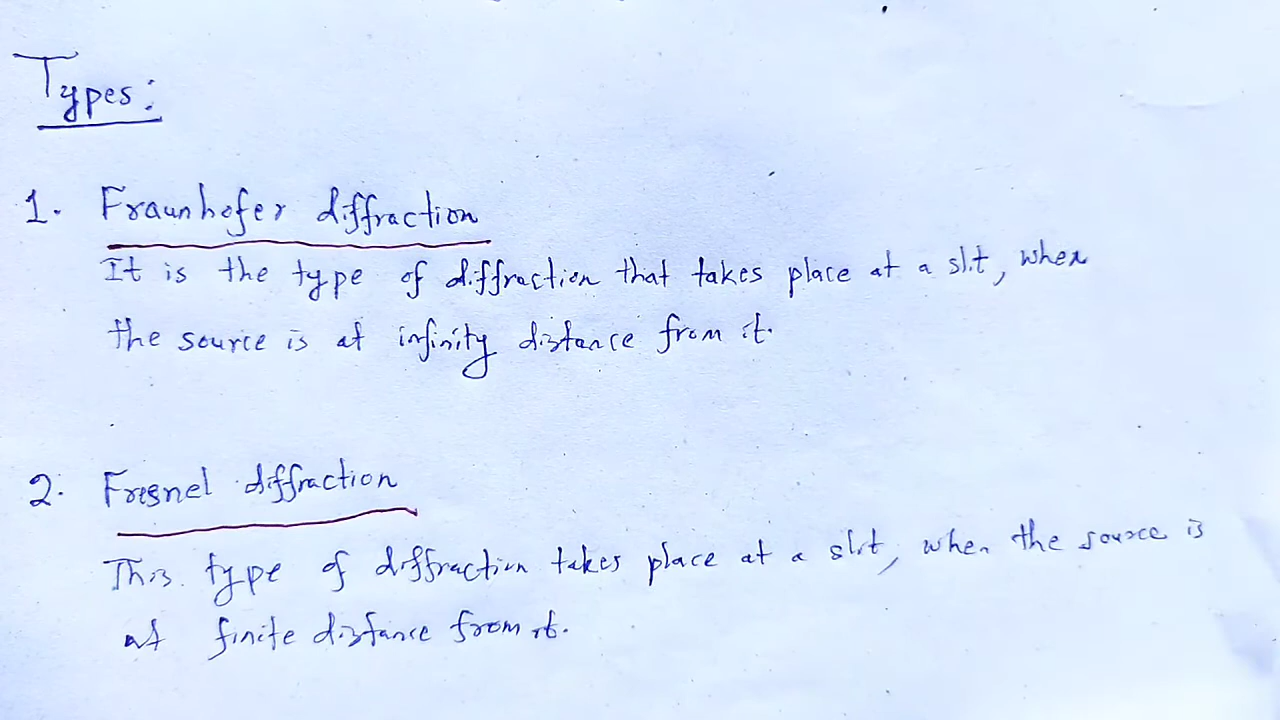 Types:
1. Fraunhofer diffraction
It is the type of diffraction that takes place at a slit, when
the source is at infinity distance from it.
2. Fresnel diffraction
This type of diffraction takes place at a slit, when the source is
at finite distance from it.